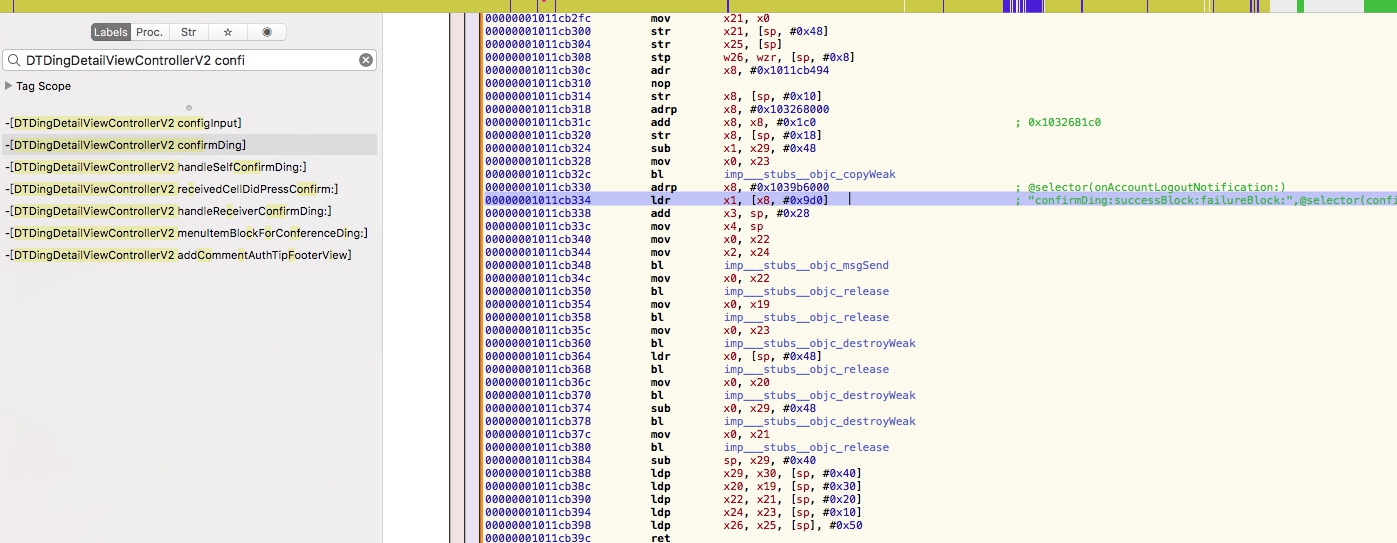 Labels Proc. Str ☆ ◉
DTDingDetailViewControllerV2 confi
Tag Scope
-[DTDingDetailViewControllerV2 configInput]
-[DTDingDetailViewControllerV2 confirmDing]
-[DTDingDetailViewControllerV2 handleSelfConfirmDing:]
-[DTDingDetailViewControllerV2 receivedCellDidPressConfirm:]
-[DTDingDetailViewControllerV2 handleReceiverConfirmDing:]
-[DTDingDetailViewControllerV2 menuItemBlockForConferenceDing:]
-[DTDingDetailViewControllerV2 addCommentAuthTipFooterView]
00000001011cb2fc mov x21, x0
00000001011cb300 str x21, [sp, #0x48]
00000001011cb304 str x25, [sp]
00000001011cb308 stp w26, wzr, [sp, #0x8]
00000001011cb30c adr x8, #0x1011cb494
00000001011cb310 nop
00000001011cb314 str x8, [sp, #0x10]
00000001011cb318 adrp x8, #0x103268000
00000001011cb31c add x8, x8, #0x1c0 ; 0x1032681c0
00000001011cb320 str x8, [sp, #0x18]
00000001011cb324 sub x1, x29, #0x48
00000001011cb328 mov x0, x23
00000001011cb32c bl imp___stubs__objc_copyWeak
00000001011cb330 adrp x8, #0x1039b6000 ; @selector(onAccountLogoutNotification:)
00000001011cb334 ldr x1, [x8, #0x9d0] ; "confirmDing:successBlock:failureBlock:",@selector(confi
00000001011cb338 add x3, sp, #0x28
00000001011cb33c mov x4, sp
00000001011cb340 mov x0, x22
00000001011cb344 mov x2, x24
00000001011cb348 bl imp___stubs__objc_msgSend
00000001011cb34c mov x0, x22
00000001011cb350 bl imp___stubs__objc_release
00000001011cb354 mov x0, x19
00000001011cb358 bl imp___stubs__objc_release
00000001011cb35c mov x0, x23
00000001011cb360 bl imp___stubs__objc_destroyWeak
00000001011cb364 ldr x0, [sp, #0x48]
00000001011cb368 bl imp___stubs__objc_release
00000001011cb36c mov x0, x20
00000001011cb370 bl imp___stubs__objc_destroyWeak
00000001011cb374 sub x0, x29, #0x48
00000001011cb378 bl imp___stubs__objc_destroyWeak
00000001011cb37c mov x0, x21
00000001011cb380 bl imp___stubs__objc_release
00000001011cb384 sub sp, x29, #0x40
00000001011cb388 ldp x29, x30, [sp, #0x40]
00000001011cb38c ldp x20, x19, [sp, #0x30]
00000001011cb390 ldp x22, x21, [sp, #0x20]
00000001011cb394 ldp x24, x23, [sp, #0x10]
00000001011cb398 ldp x26, x25, [sp], #0x50
00000001011cb39c ret